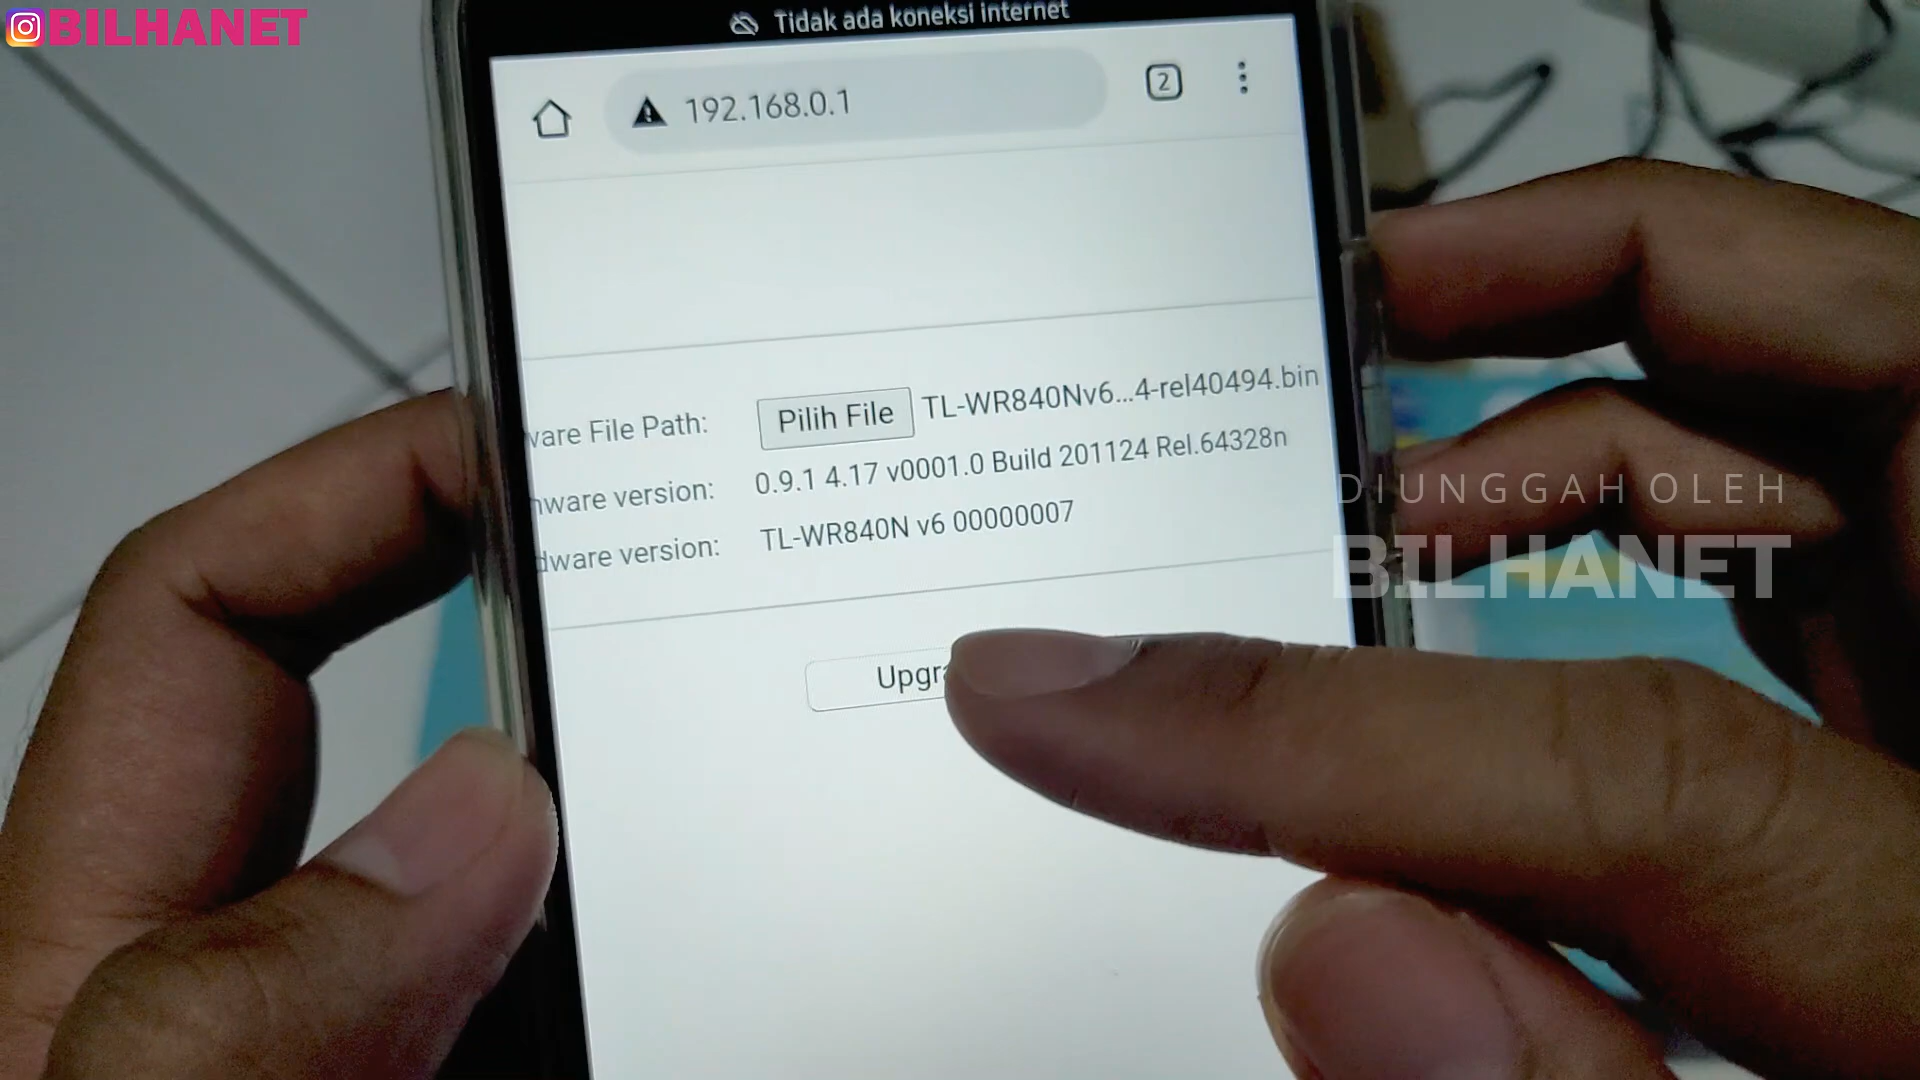 BILHANET
Tidak ada koneksi internet
192.168.0.1
2
ware File Path: Pilih File TL-WR840Nv6...4-rel40494.bin
ware version: 0.9.1 4.17 v0001.0 Build 201124 Rel.64328n
dware version: TL-WR840N v6 00000007
DIUNGGAH OLEH
BILHANET
Upgra